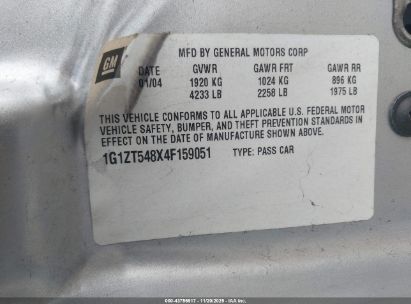 GM
MFD BY GENERAL MOTORS CORP
DATE GVWR GAWR FRT GAWR RR
01/04 1920 KG 1024 KG 896 KG
4233 LB 2258 LB 1975 LB
THIS VEHICLE CONFORMS TO ALL APPLICABLE U.S. FEDERAL MOTOR
VEHICLE SAFETY, BUMPER, AND THEFT PREVENTION STANDARDS IN
EFFECT ON THE DATE OF MANUFACTURE SHOWN ABOVE.
1G1ZT548X4F159051 TYPE: PASS CAR